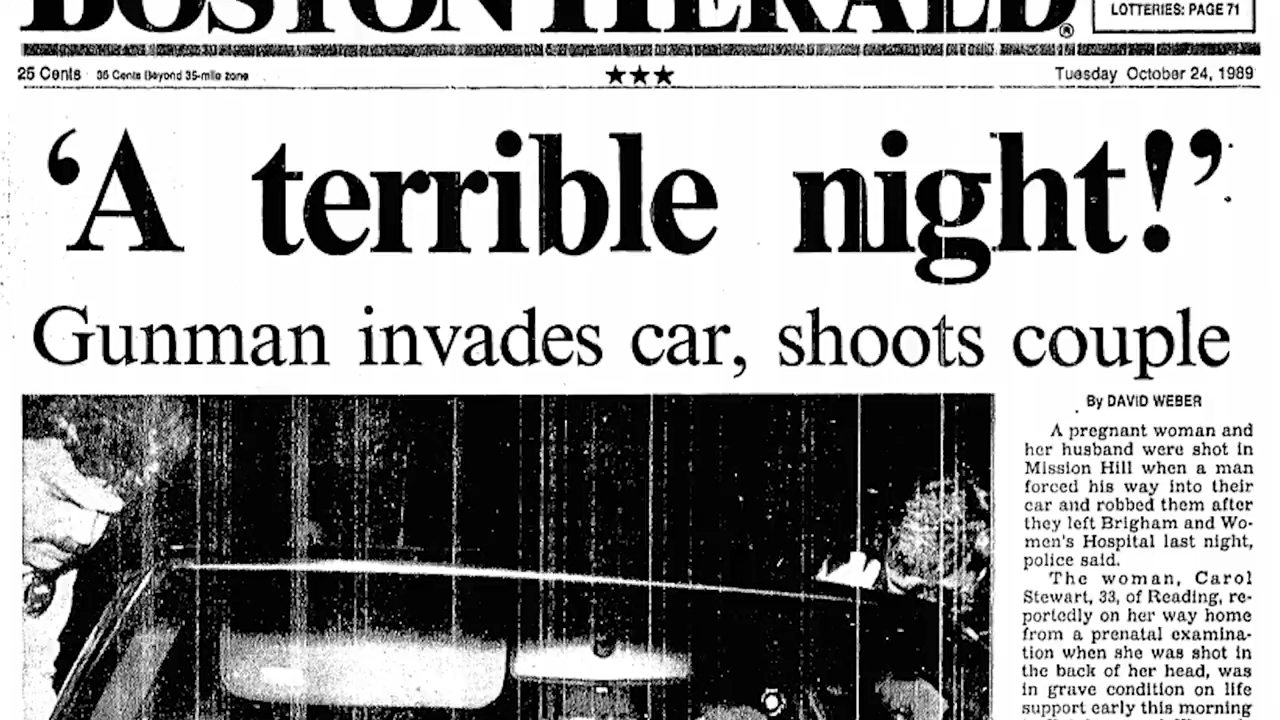 BOSTON HERALD®
LOTTERIES: PAGE 71
25 Cents 35 Cents Beyond 35-mile zone
★★★
Tuesday October 24, 1989
‘A terrible night!’
Gunman invades car, shoots couple
By DAVID WEBER
A pregnant woman and
her husband were shot in
Mission Hill when a man
forced his way into their
car and robbed them after
they left Brigham and Wo-
men's Hospital last night,
police said.
The woman, Carol
Stewart, 33, of Reading, re-
portedly on her way home
from a prenatal examina-
tion when she was shot in
the back of her head, was
in grave condition on life
support early this morning